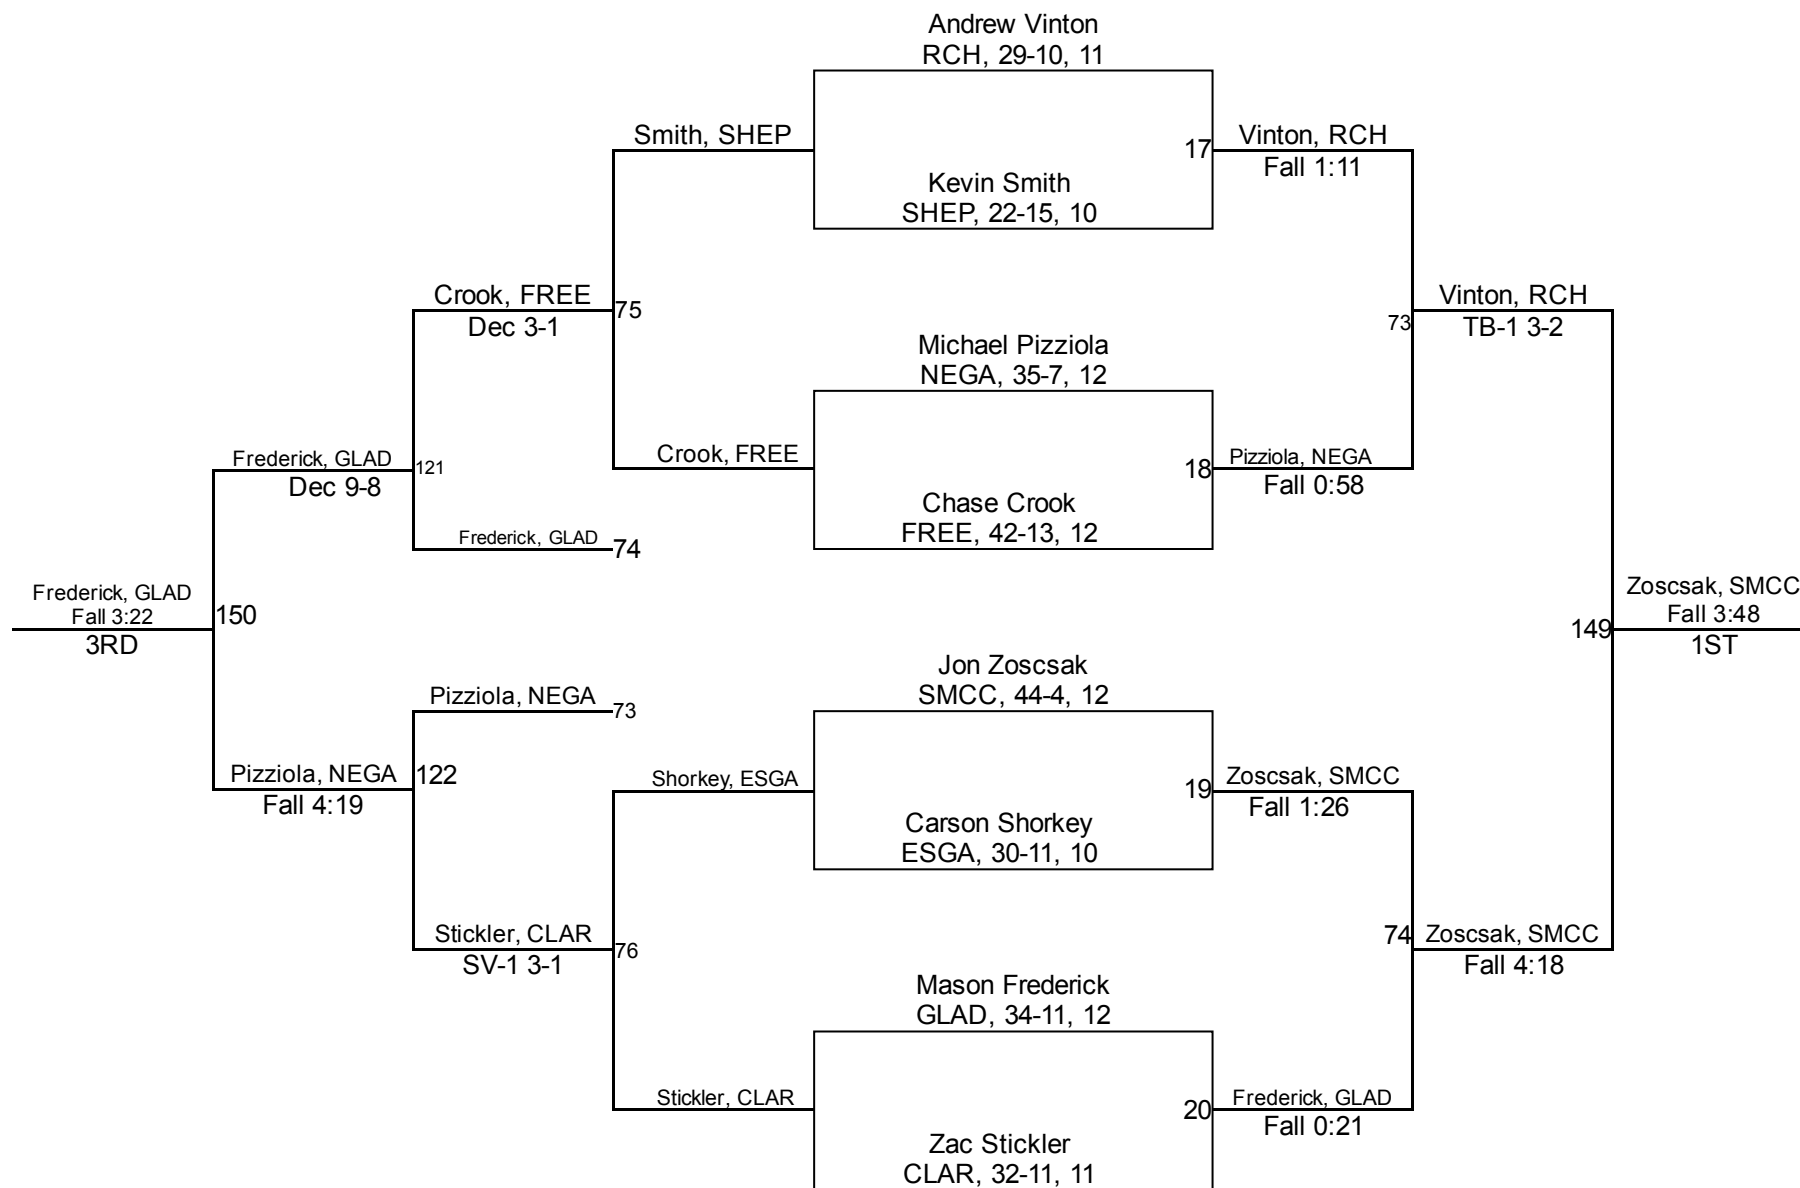 Andrew Vinton
RCH, 29-10, 11
Smith, SHEP
17
Vinton, RCH
Fall 1:11
Kevin Smith
SHEP, 22-15, 10
Crook, FREE
Dec 3-1
75
Vinton, RCH
TB-1 3-2
73
Michael Pizziola
NEGA, 35-7, 12
Frederick, GLAD
Dec 9-8
121
Crook, FREE
18
Pizziola, NEGA
Fall 0:58
Chase Crook
FREE, 42-13, 12
Frederick, GLAD
74
Frederick, GLAD
Fall 3:22
3RD
150
149
Zoscsak, SMCC
Fall 3:48
1ST
Jon Zoscsak
SMCC, 44-4, 12
Pizziola, NEGA
73
Pizziola, NEGA
Fall 4:19
122
Shorkey, ESGA
19
Zoscsak, SMCC
Fall 1:26
Carson Shorkey
ESGA, 30-11, 10
Stickler, CLAR
SV-1 3-1
76
74
Zoscsak, SMCC
Fall 4:18
Mason Frederick
GLAD, 34-11, 12
Stickler, CLAR
20
Frederick, GLAD
Fall 0:21
Zac Stickler
CLAR, 32-11, 11